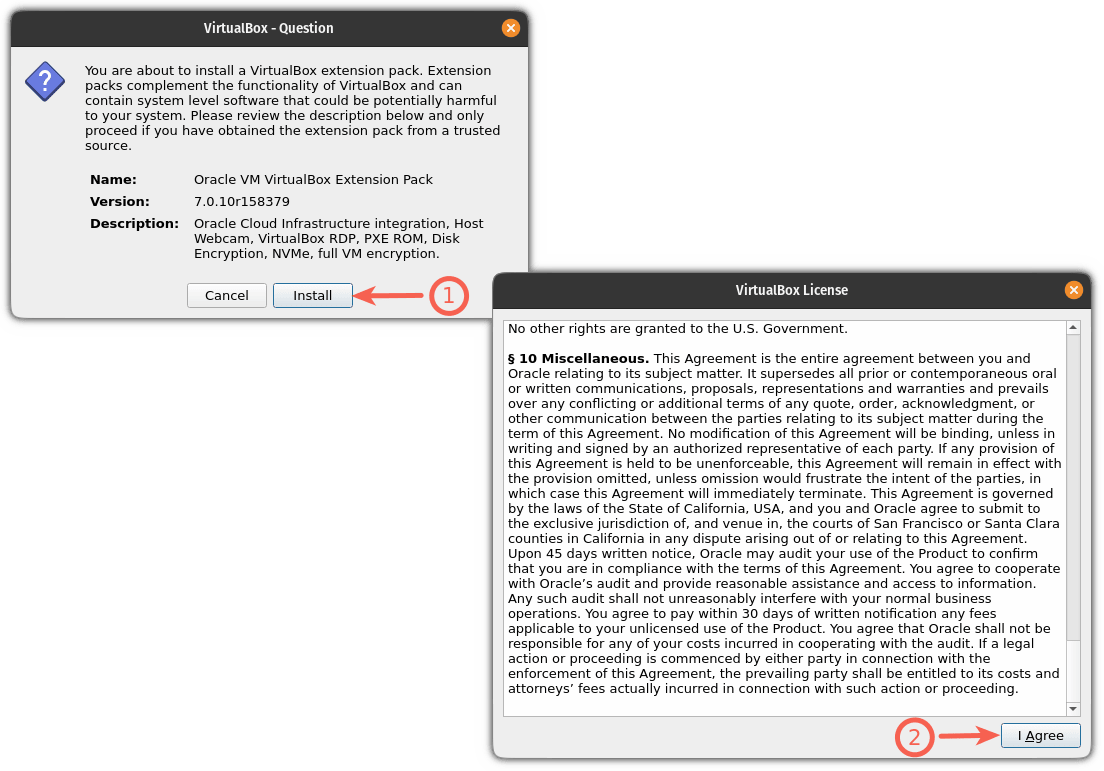 VirtualBox - Question
?
You are about to install a VirtualBox extension pack. Extension
packs complement the functionality of VirtualBox and can
contain system level software that could be potentially harmful
to your system. Please review the description below and only
proceed if you have obtained the extension pack from a trusted
source.
Name: Oracle VM VirtualBox Extension Pack
Version: 7.0.10r158379
Description: Oracle Cloud Infrastructure integration, Host
Webcam, VirtualBox RDP, PXE ROM, Disk
Encryption, NVMe, full VM encryption.
Cancel Install 1
VirtualBox License
No other rights are granted to the U.S. Government.
§ 10 Miscellaneous. This Agreement is the entire agreement between you and
Oracle relating to its subject matter. It supersedes all prior or contemporaneous oral
or written communications, proposals, representations and warranties and prevails
over any conflicting or additional terms of any quote, order, acknowledgment, or
other communication between the parties relating to its subject matter during the
term of this Agreement. No modification of this Agreement will be binding, unless in
writing and signed by an authorized representative of each party. If any provision of
this Agreement is held to be unenforceable, this Agreement will remain in effect with
the provision omitted, unless omission would frustrate the intent of the parties, in
which case this Agreement will immediately terminate. This Agreement is governed
by the laws of the State of California, USA, and you and Oracle agree to submit to
the exclusive jurisdiction of, and venue in, the courts of San Francisco or Santa Clara
counties in California in any dispute arising out of or relating to this Agreement.
Upon 45 days written notice, Oracle may audit your use of the Product to confirm
that you are in compliance with the terms of this Agreement. You agree to cooperate
with Oracle’s audit and provide reasonable assistance and access to information.
Any such audit shall not unreasonably interfere with your normal business
operations. You agree to pay within 30 days of written notification any fees
applicable to your unlicensed use of the Product. You agree that Oracle shall not be
responsible for any of your costs incurred in cooperating with the audit. If a legal
action or proceeding is commenced by either party in connection with the
enforcement of this Agreement, the prevailing party shall be entitled to its costs and
attorneys’ fees actually incurred in connection with such action or proceeding.
2 I Agree